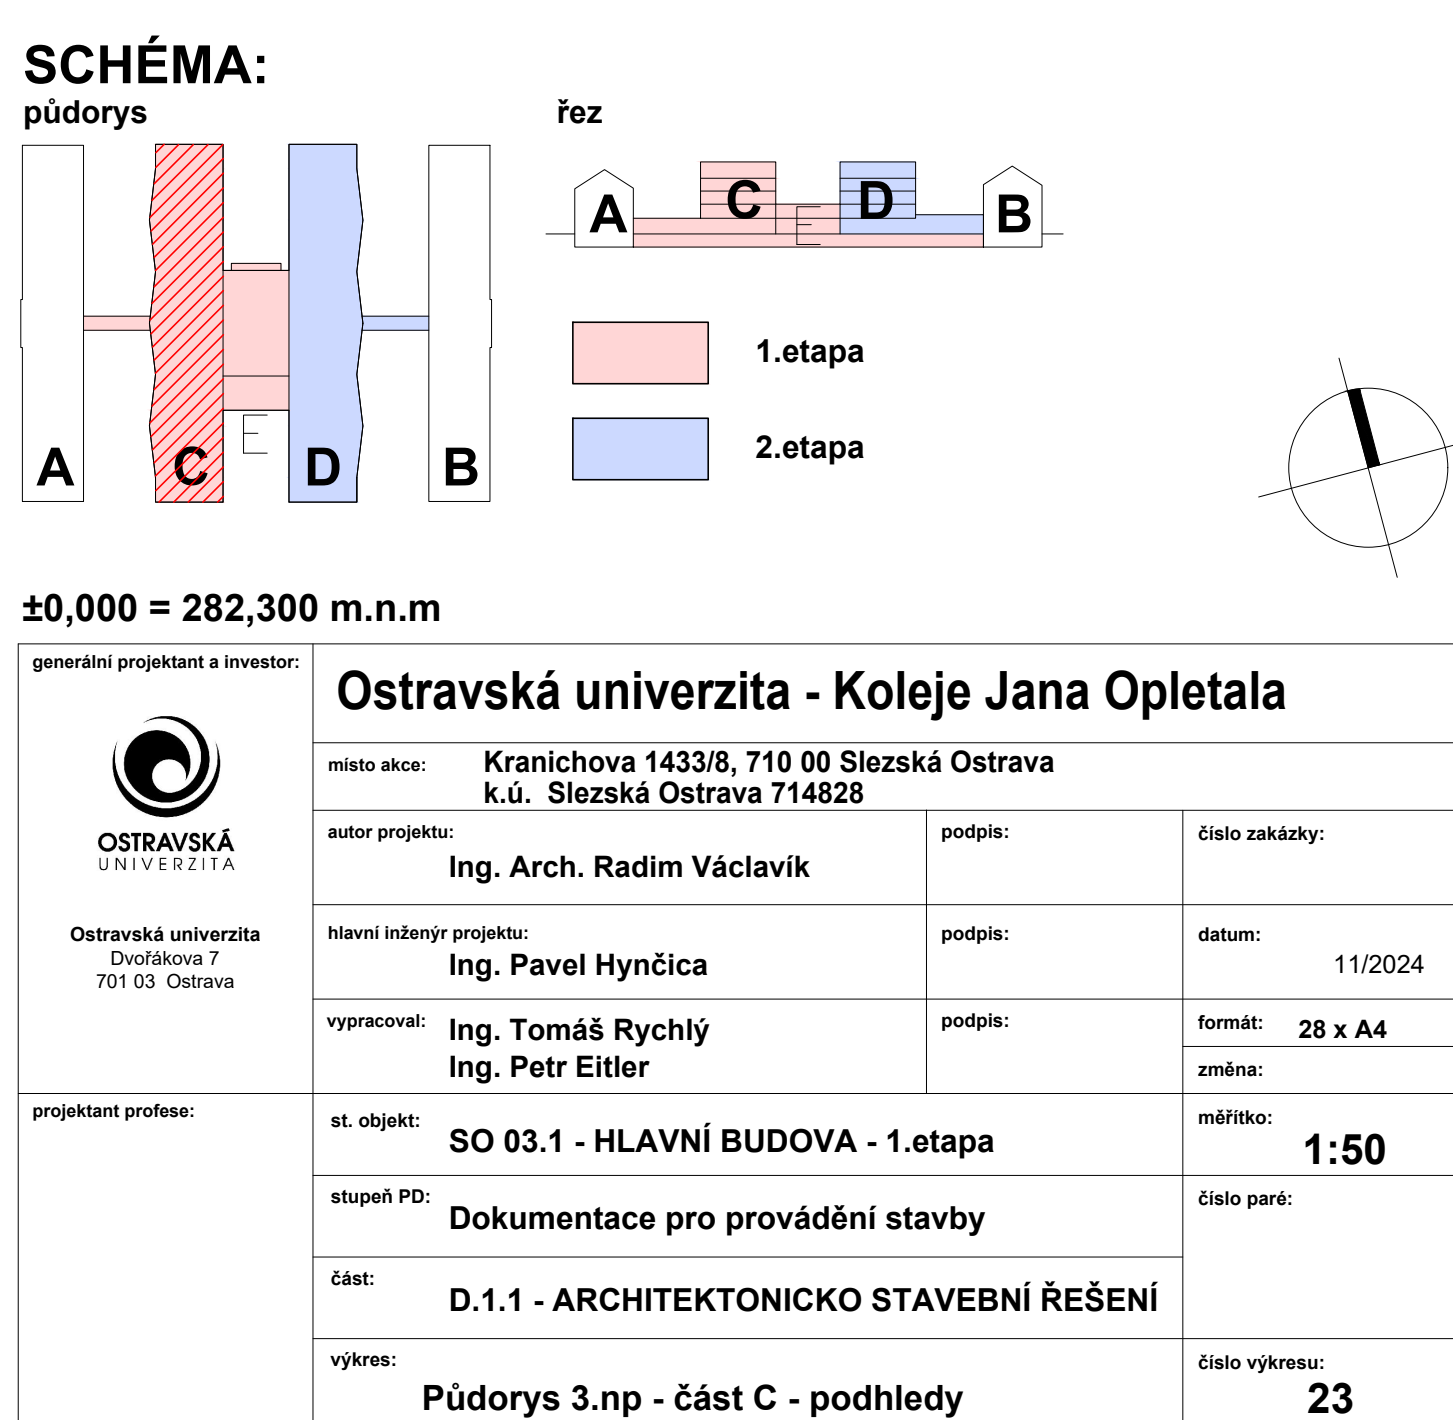 SCHÉMA:
půdorys
řez
A
C
E
D
B
A
C
E
D
B
1.etapa
2.etapa
±0,000 = 282,300 m.n.m
generální projektant a investor:
OSTRAVSKÁ
UNIVERZITA
Ostravská univerzita
Dvořákova 7
701 03 Ostrava
Ostravská univerzita - Koleje Jana Opletala
místo akce:
Kranichova 1433/8, 710 00 Slezská Ostrava
k.ú. Slezská Ostrava 714828
autor projektu:
Ing. Arch. Radim Václavík
podpis:
číslo zakázky:
hlavní inženýr projektu:
Ing. Pavel Hynčica
podpis:
datum:
11/2024
vypracoval:
Ing. Tomáš Rychlý
Ing. Petr Eitler
podpis:
formát: 28 x A4
změna:
projektant profese:
st. objekt:
SO 03.1 - HLAVNÍ BUDOVA - 1.etapa
měřítko:
1:50
stupeň PD:
Dokumentace pro provádění stavby
číslo paré:
část:
D.1.1 - ARCHITEKTONICKO STAVEBNÍ ŘEŠENÍ
výkres:
Půdorys 3.np - část C - podhledy
číslo výkresu:
23